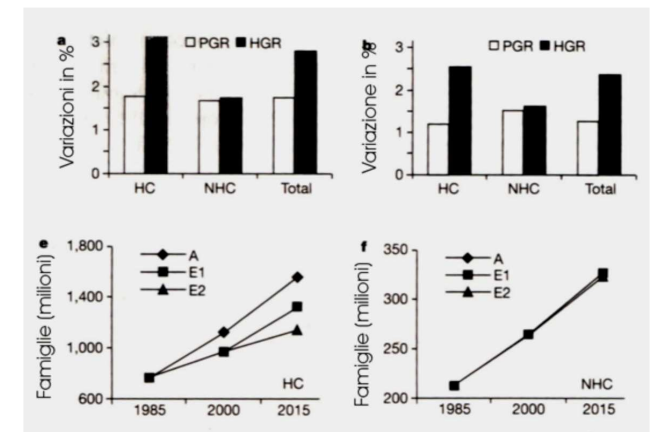 a
PGR HGR
Variazioni in %
3
2
1
0
HC NHC Total
b
PGR HGR
Variazione in %
3
2
1
0
HC NHC Total
e
A
E1
E2
Famiglie (milioni)
1,800
1,400
1,000
600
HC
1985 2000 2015
f
A
E1
E2
Famiglie (milioni)
350
300
250
200
NHC
1985 2000 2015